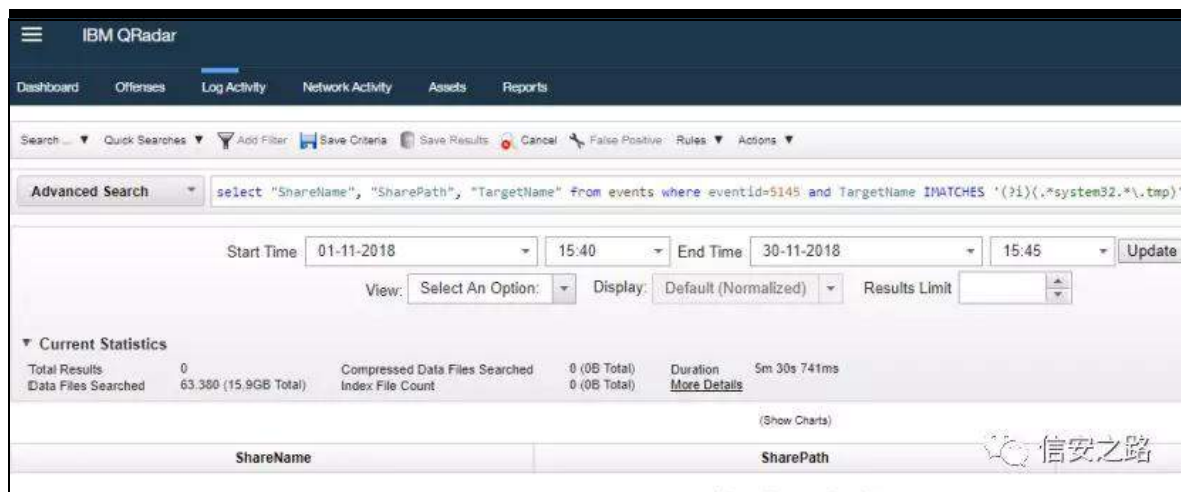 IBM QRadar
Dashboard Offenses Log Activity Network Activity Assets Reports
Search ... Quick Searches Add Filter Save Criteria Save Results Cancel False Positive Rules Actions
Advanced Search select "ShareName", "SharePath", "TargetName" from events where eventid=5145 and TargetName IMATCHES '(?i)(.*system32.*\.tmp)'
Start Time 01-11-2018 15:40 End Time 30-11-2018 15:45 Update
View: Select An Option: Display: Default (Normalized) Results Limit
Current Statistics
Total Results 0 Compressed Data Files Searched 0 (0B Total) Duration 5m 30s 741ms
Data Files Searched 63.380 (15.9GB Total) Index File Count 0 (0B Total) More Details
(Show Charts)
ShareName SharePath
信安之路